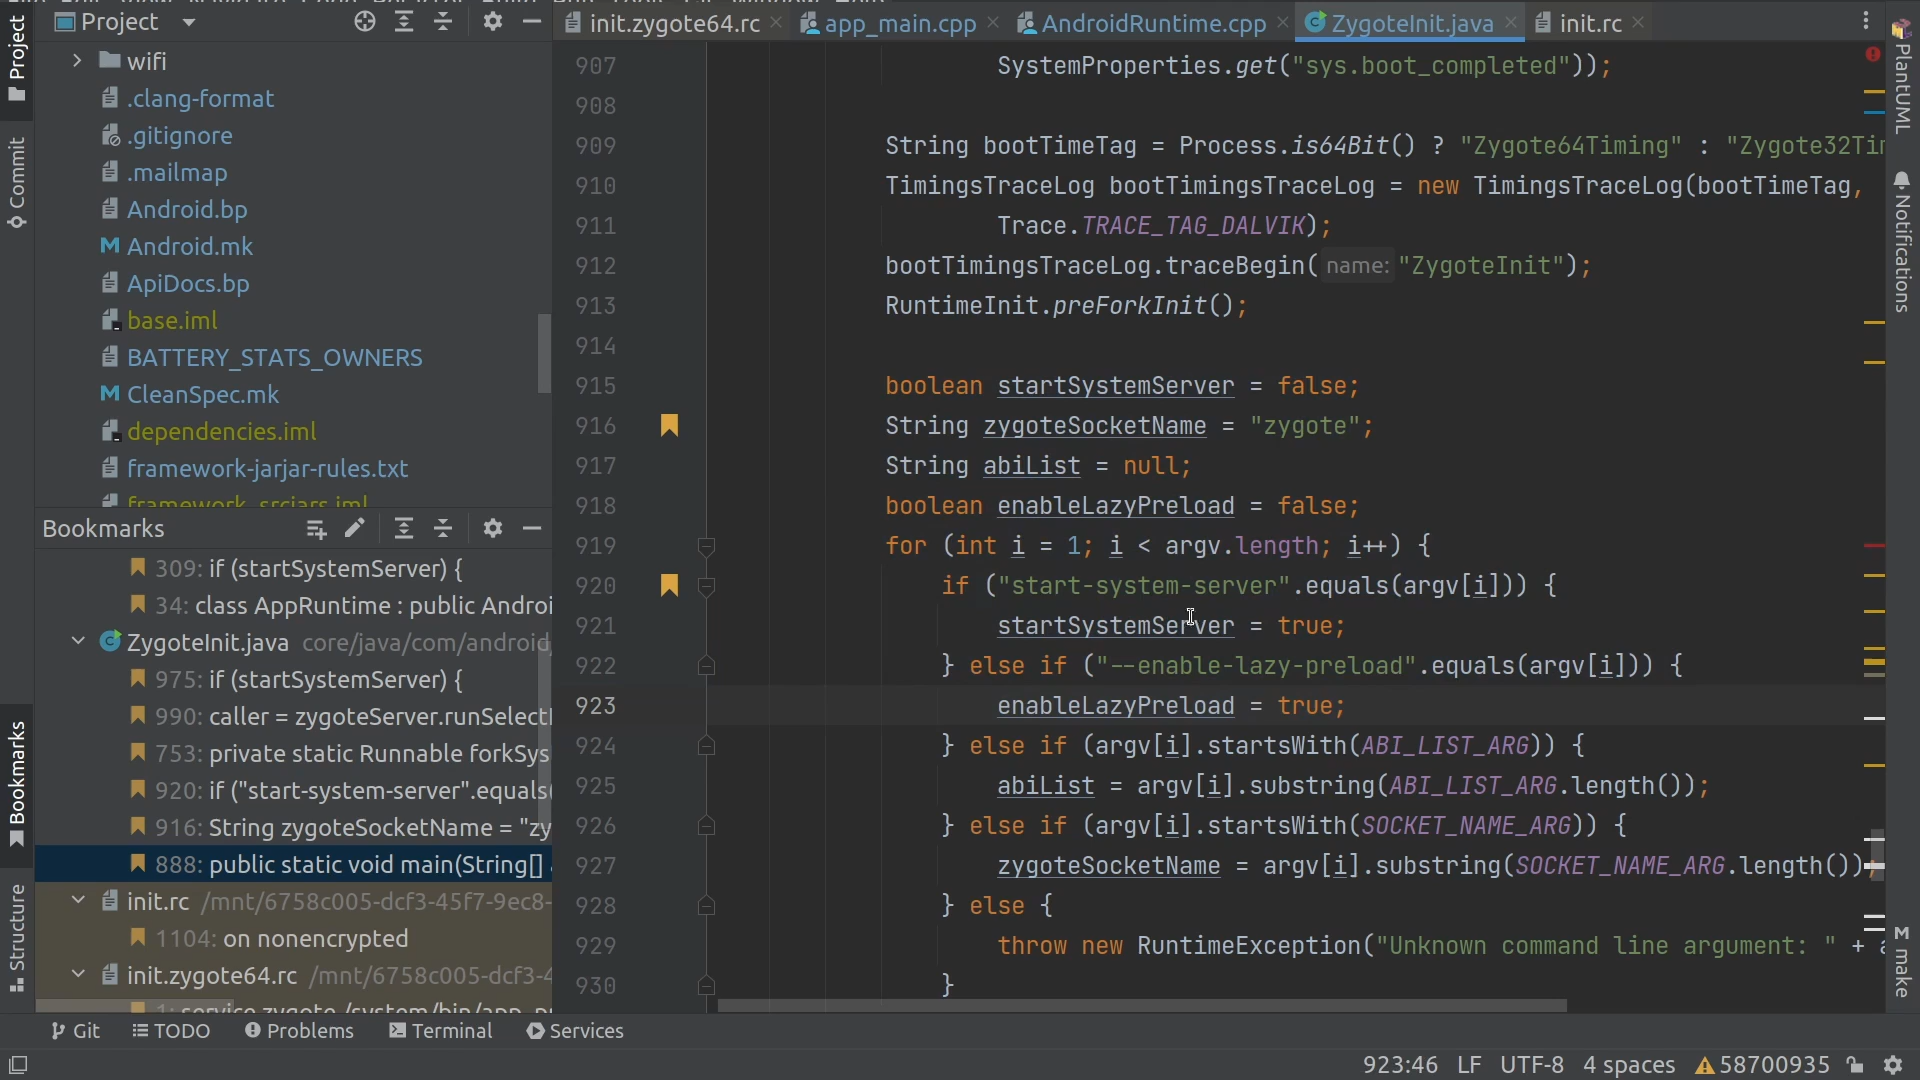 Project
init.zygote64.rc
app_main.cpp
AndroidRuntime.cpp
ZygoteInit.java
init.rc
Project
Commit
Bookmarks
Structure
wifi
.clang-format
.gitignore
.mailmap
Android.bp
Android.mk
ApiDocs.bp
base.iml
BATTERY_STATS_OWNERS
CleanSpec.mk
dependencies.iml
framework-jarjar-rules.txt
framework_srcjars.iml
Bookmarks
309: if (startSystemServer) {
34: class AppRuntime : public Androi
ZygoteInit.java core/java/com/android
975: if (startSystemServer) {
990: caller = zygoteServer.runSelect
753: private static Runnable forkSys
920: if ("start-system-server".equals(
916: String zygoteSocketName = "zy
888: public static void main(String[]
init.rc /mnt/6758c005-dcf3-45f7-9ec8-
1104: on nonencrypted
init.zygote64.rc /mnt/6758c005-dcf3-4
1: service zygote /system/bin/app_p
907 SystemProperties.get("sys.boot_completed"));
908
909 String bootTimeTag = Process.is64Bit() ? "Zygote64Timing" : "Zygote32Tim
910 TimingsTraceLog bootTimingsTraceLog = new TimingsTraceLog(bootTimeTag,
911 Trace.TRACE_TAG_DALVIK);
912 bootTimingsTraceLog.traceBegin( name: "ZygoteInit");
913 RuntimeInit.preForkInit();
914
915 boolean startSystemServer = false;
916 String zygoteSocketName = "zygote";
917 String abiList = null;
918 boolean enableLazyPreload = false;
919 for (int i = 1; i < argv.length; i++) {
920 if ("start-system-server".equals(argv[i])) {
921 startSystemServer = true;
922 } else if ("--enable-lazy-preload".equals(argv[i])) {
923 enableLazyPreload = true;
924 } else if (argv[i].startsWith(ABI_LIST_ARG)) {
925 abiList = argv[i].substring(ABI_LIST_ARG.length());
926 } else if (argv[i].startsWith(SOCKET_NAME_ARG)) {
927 zygoteSocketName = argv[i].substring(SOCKET_NAME_ARG.length());
928 } else {
929 throw new RuntimeException("Unknown command line argument: " + a
930 }
PlantUML
Notifications
make
Git
TODO
Problems
Terminal
Services
923:46 LF UTF-8 4 spaces 58700935